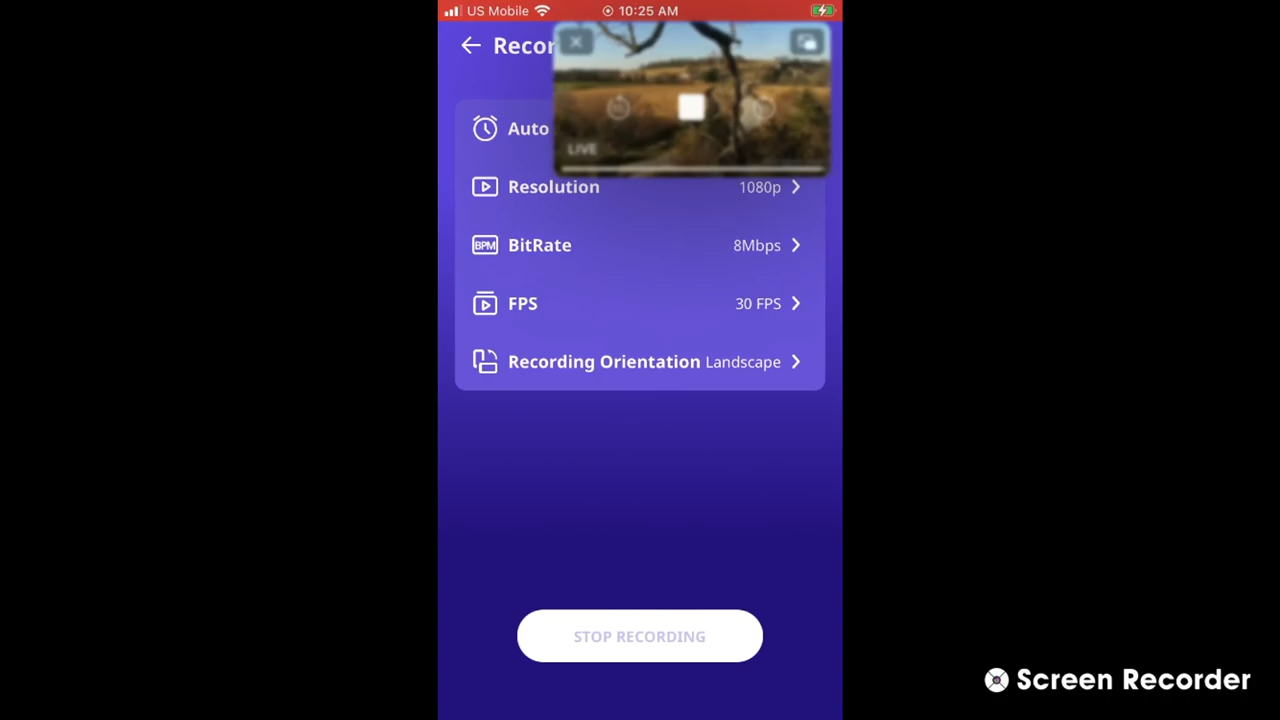 US Mobile 10:25 AM
Recor
LIVE
Auto
Resolution 1080p
BPM BitRate 8Mbps
FPS 30 FPS
Recording Orientation Landscape
STOP RECORDING
Screen Recorder